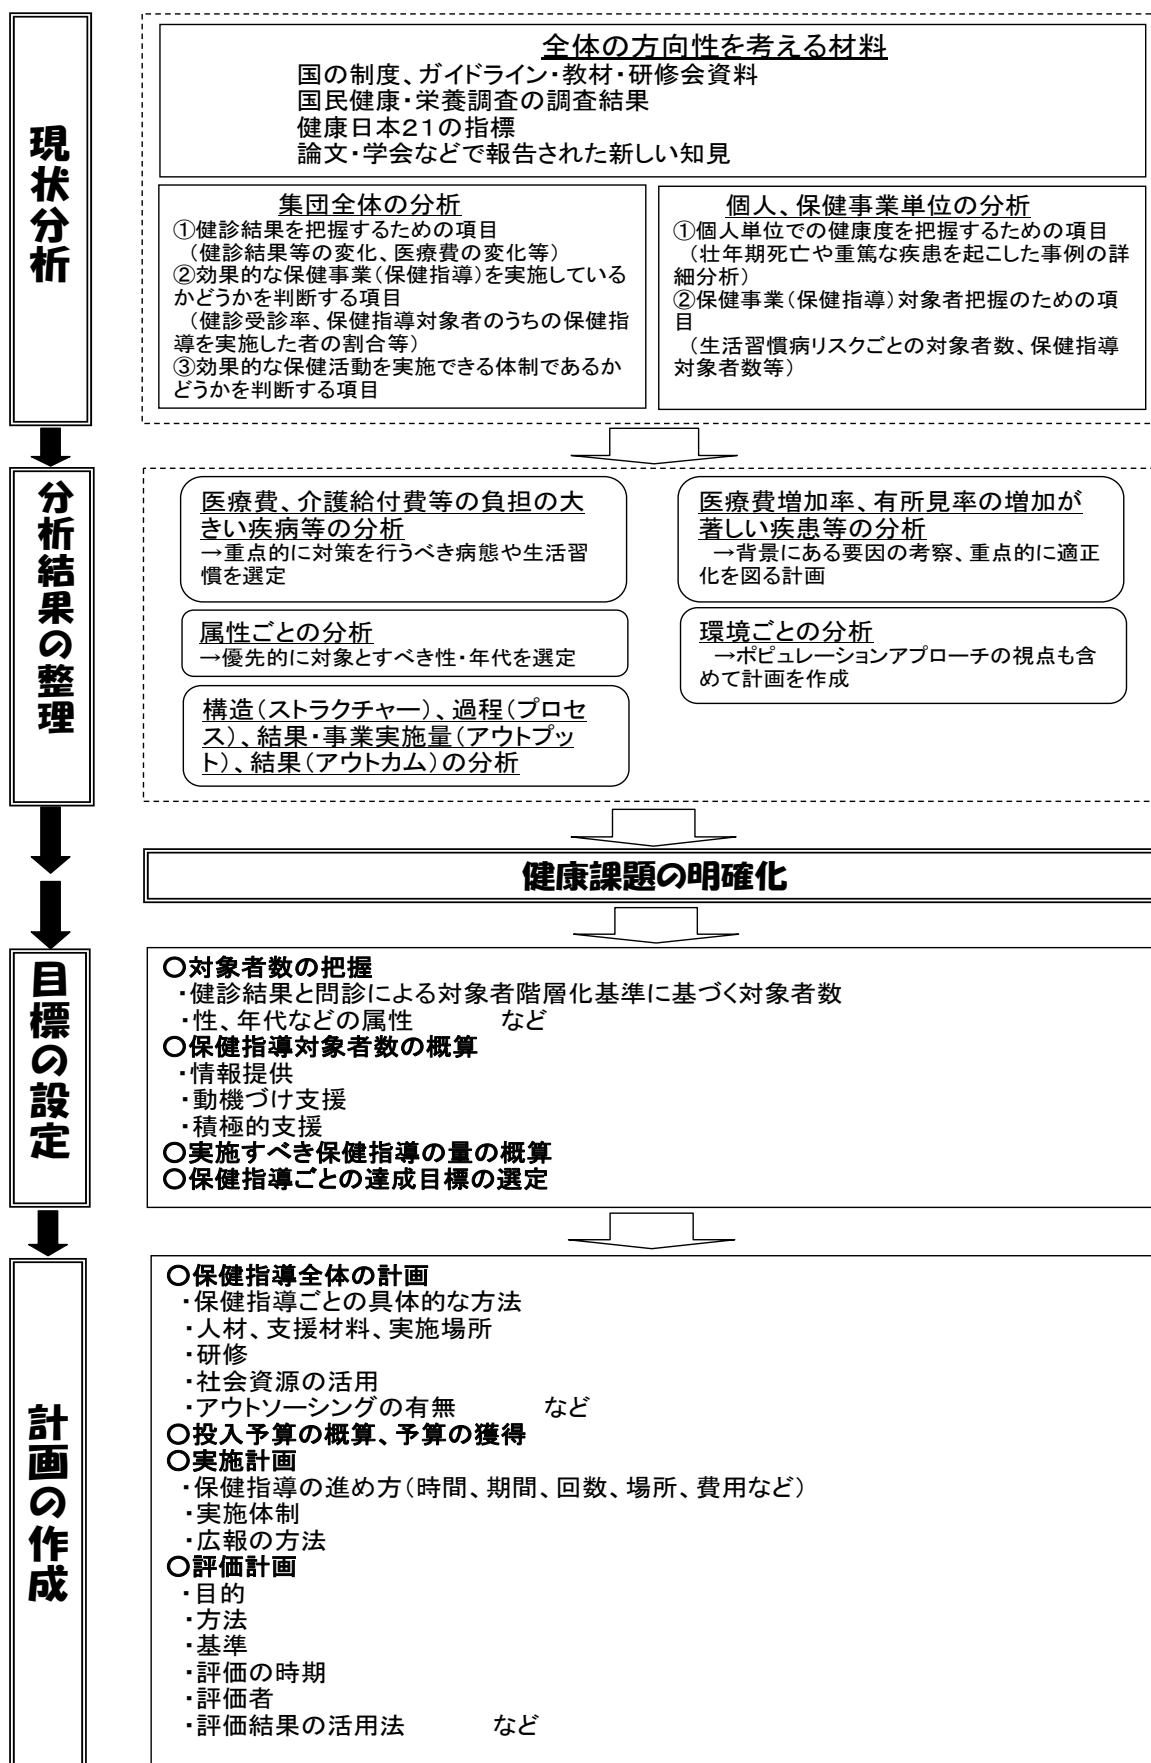 現状分析
全体の方向性を考える材料
国の制度、ガイドライン・教材・研修会資料
国民健康・栄養調査の調査結果
健康日本21の指標
論文・学会などで報告された新しい知見
集団全体の分析
①健診結果を把握するための項目
(健診結果等の変化、医療費の変化等)
②効果的な保健事業(保健指導)を実施している
かどうかを判断する項目
(健診受診率、保健指導対象者のうちの保健指
導を実施した者の割合等)
③効果的な保健活動を実施できる体制であるか
どうかを判断する項目
個人、保健事業単位の分析
①個人単位での健康度を把握するための項目
(壮年期死亡や重篤な疾患を起こした事例の詳
細分析)
②保健事業(保健指導)対象者把握のための項
目
(生活習慣病リスクごとの対象者数、保健指導
対象者数等)
分析結果の整理
医療費、介護給付費等の負担の大
きい疾病等の分析
→重点的に対策を行うべき病態や生活習
慣を選定
医療費増加率、有所見率の増加が
著しい疾患等の分析
→背景にある要因の考察、重点的に適正
化を図る計画
属性ごとの分析
→優先的に対象とすべき性・年代を選定
環境ごとの分析
→ポピュレーションアプローチの視点も含
めて計画を作成
構造(ストラクチャー)、過程(プロセ
ス)、結果・事業実施量(アウトプッ
ト)、結果(アウトカム)の分析
健康課題の明確化
目標の設定
○対象者数の把握
・健診結果と問診による対象者階層化基準に基づく対象者数
・性、年代などの属性 など
○保健指導対象者数の概算
・情報提供
・動機づけ支援
・積極的支援
○実施すべき保健指導の量の概算
○保健指導ごとの達成目標の選定
計画の作成
○保健指導全体の計画
・保健指導ごとの具体的な方法
・人材、支援材料、実施場所
・研修
・社会資源の活用
・アウトソーシングの有無 など
○投入予算の概算、予算の獲得
○実施計画
・保健指導の進め方(時間、期間、回数、場所、費用など)
・実施体制
・広報の方法
○評価計画
・目的
・方法
・基準
・評価の時期
・評価者
・評価結果の活用法 など